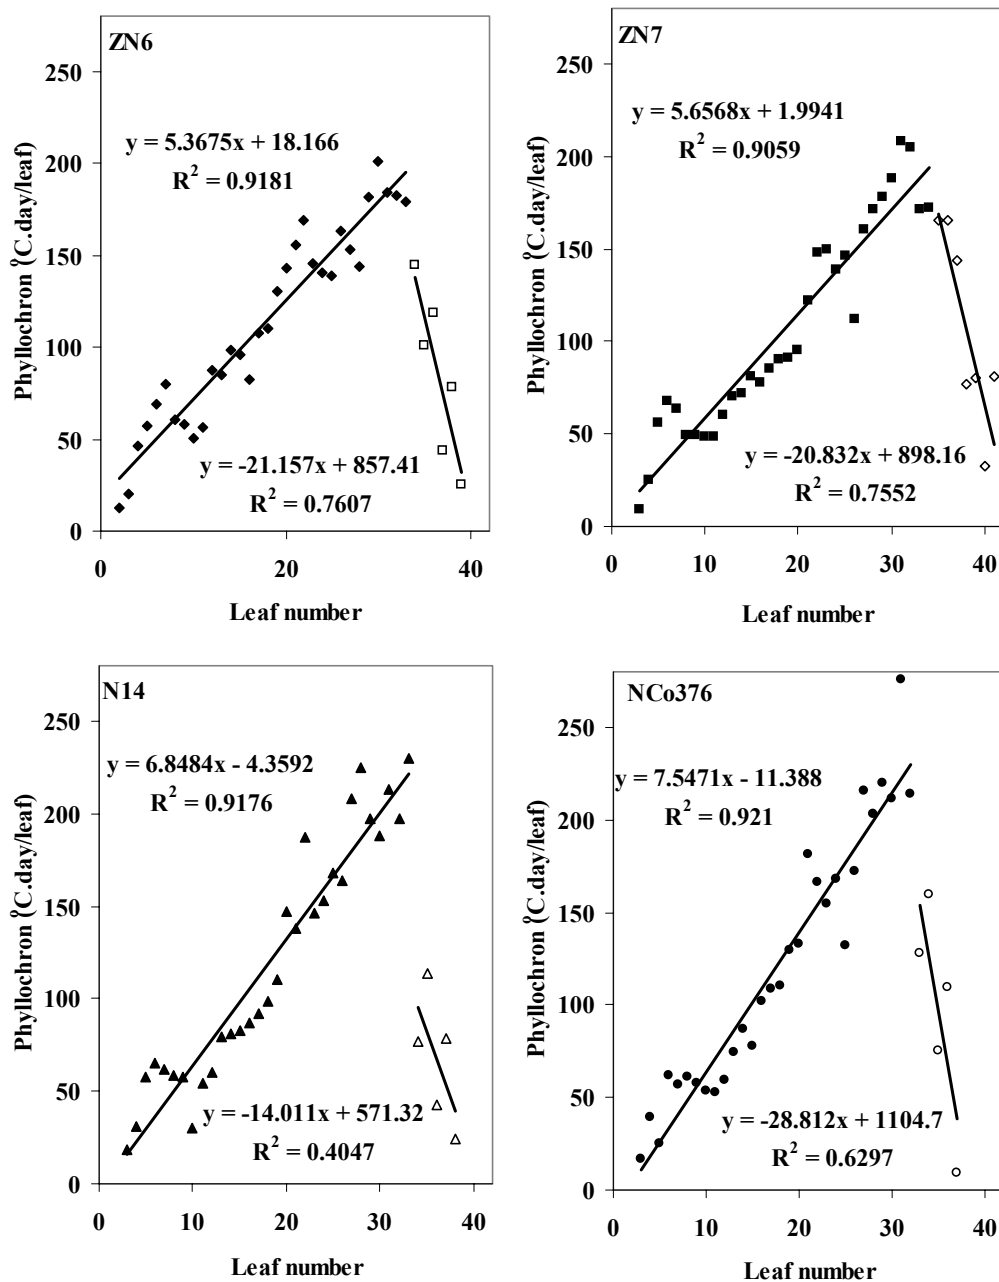 ZN6
250
200
150
100
50
0
0
20
40
Phyllochron °(C.day/leaf)
Leaf number
y = 5.3675x + 18.166
R² = 0.9181
y = -21.157x + 857.41
R² = 0.7607
ZN7
250
200
150
100
50
0
0
10
20
30
40
Phyllochron °(C.day/leaf)
Leaf number
y = 5.6568x + 1.9941
R² = 0.9059
y = -20.832x + 898.16
R² = 0.7552
N14
250
200
150
100
50
0
0
10
20
30
40
Phyllochron °(C.day/leaf)
Leaf number
y = 6.8484x - 4.3592
R² = 0.9176
y = -14.011x + 571.32
R² = 0.4047
NCo376
250
200
150
100
50
0
0
10
20
30
40
Phyllochron °(C.day/leaf)
Leaf number
y = 7.5471x - 11.388
R² = 0.921
y = -28.812x + 1104.7
R² = 0.6297